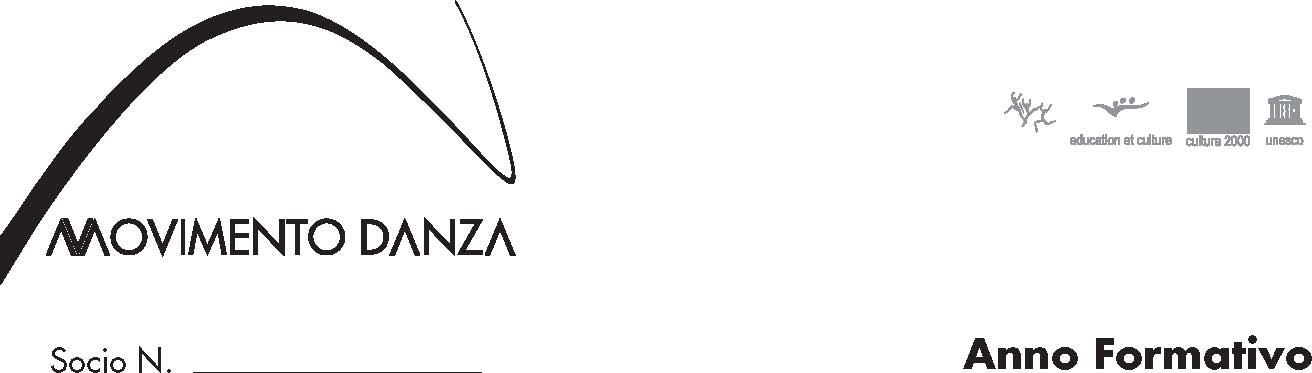 education et culture culture 2000 unesco
MOVIMENTO DANZA
Socio N. Anno Formativo